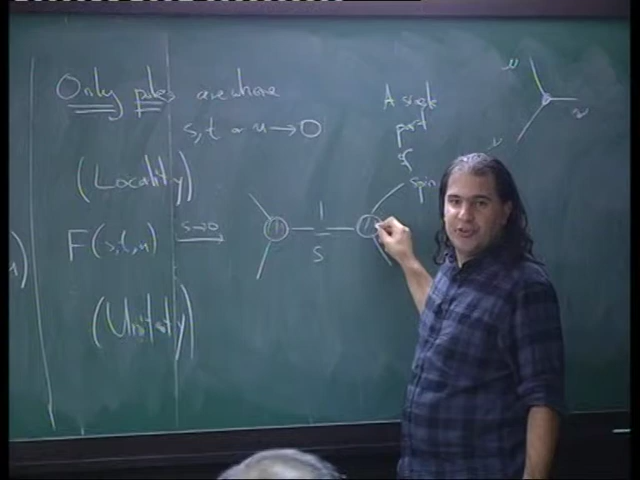 Only poles are where
s, t or u → 0
(Locality)
F(s,t,u) s→0
(Unitarity)
1
S
A single
part
of
spin